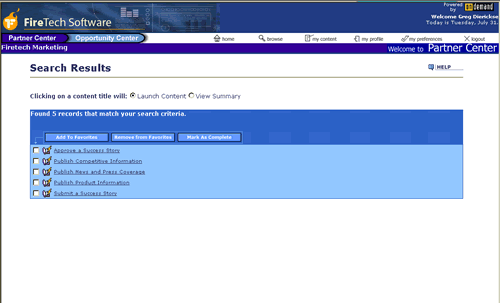 Powered by
demand
FireTech Software
Today is Tuesday, July 31.
Partner Center
Opportunity Center
home
browse
my content
my profile
my preferences
logout
Firetech Marketing
Welcome to Partner Center
Search Results
HELP
Clicking on a content title will: Launch Content View Summary
Found 5 records that match your search criteria.
Add To Favorites
Remove from Favorites
Mark As Complete
Approve a Success Story
Publish Competitive Information
Publish News and Press Coverage
Publish Product Information
Submit a Success Story